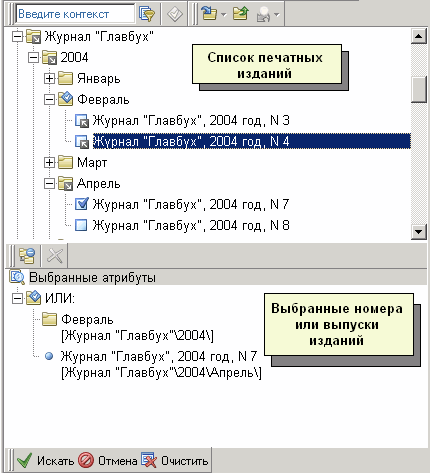 Введите контекст
Журнал "Главбух"
2004
Январь
Февраль
Журнал "Главбух", 2004 год, N 3
Журнал "Главбух", 2004 год, N 4
Март
Апрель
Журнал "Главбух", 2004 год, N 7
Журнал "Главбух", 2004 год, N 8
Список печатных
изданий
Выбранные атрибуты
ИЛИ:
Февраль
[Журнал "Главбух"\2004\]
Журнал "Главбух", 2004 год, N 7
[Журнал "Главбух"\2004\Апрель\]
Выбранные номера
или выпуски
изданий
Искать Отмена Очистить